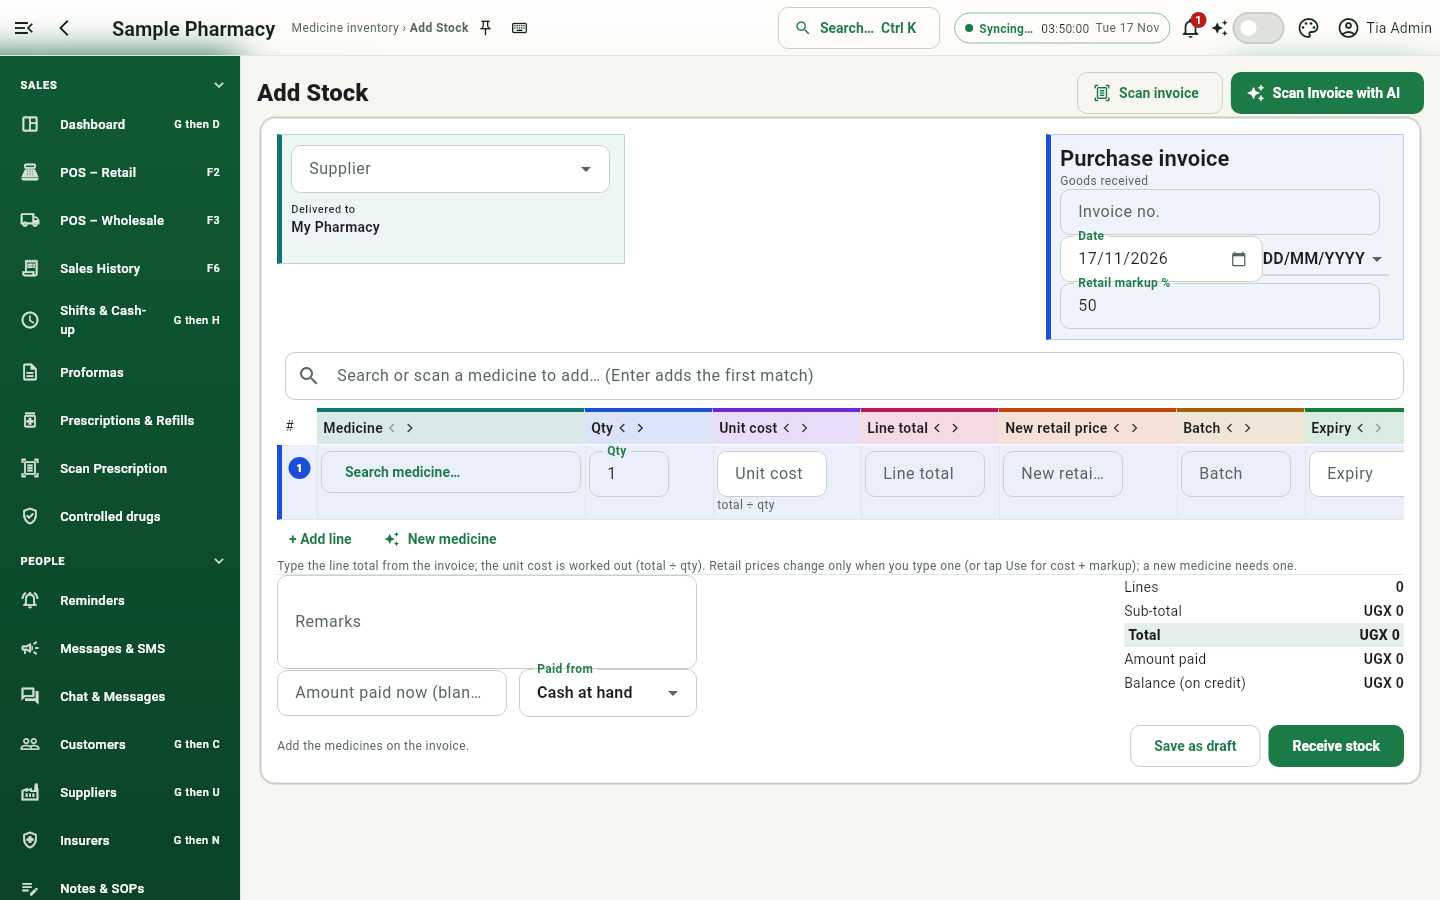 Sample Pharmacy
Medicine inventory › Add Stock
Search... Ctrl K
Syncing... 03:50:00 Tue 17 Nov
1
Tia Admin
SALES
Dashboard G then D
POS – Retail F2
POS – Wholesale F3
Sales History F6
Shifts & Cash-
up
G then H
Proformas
Prescriptions & Refills
Scan Prescription
Controlled drugs
PEOPLE
Reminders
Messages & SMS
Chat & Messages
Customers G then C
Suppliers G then U
Insurers G then N
Notes & SOPs
Add Stock
Scan invoice
Scan Invoice with AI
Supplier
Delivered to
My Pharmacy
Purchase invoice
Goods received
Invoice no.
Date
17/11/2026
DD/MM/YYYY
Retail markup %
50
Search or scan a medicine to add... (Enter adds the first match)
# Medicine Qty Unit cost Line total New retail price Batch Expiry
Qty
1 Search medicine... 1 Unit cost Line total New retai... Batch Expiry
total ÷ qty
+ Add line New medicine
Type the line total from the invoice; the unit cost is worked out (total ÷ qty). Retail prices change only when you type one (or tap Use for cost + markup); a new medicine needs one.
Remarks
Amount paid now (blan...
Paid from
Cash at hand
Lines 0
Sub-total UGX 0
Total UGX 0
Amount paid UGX 0
Balance (on credit) UGX 0
Add the medicines on the invoice.
Save as draft
Receive stock